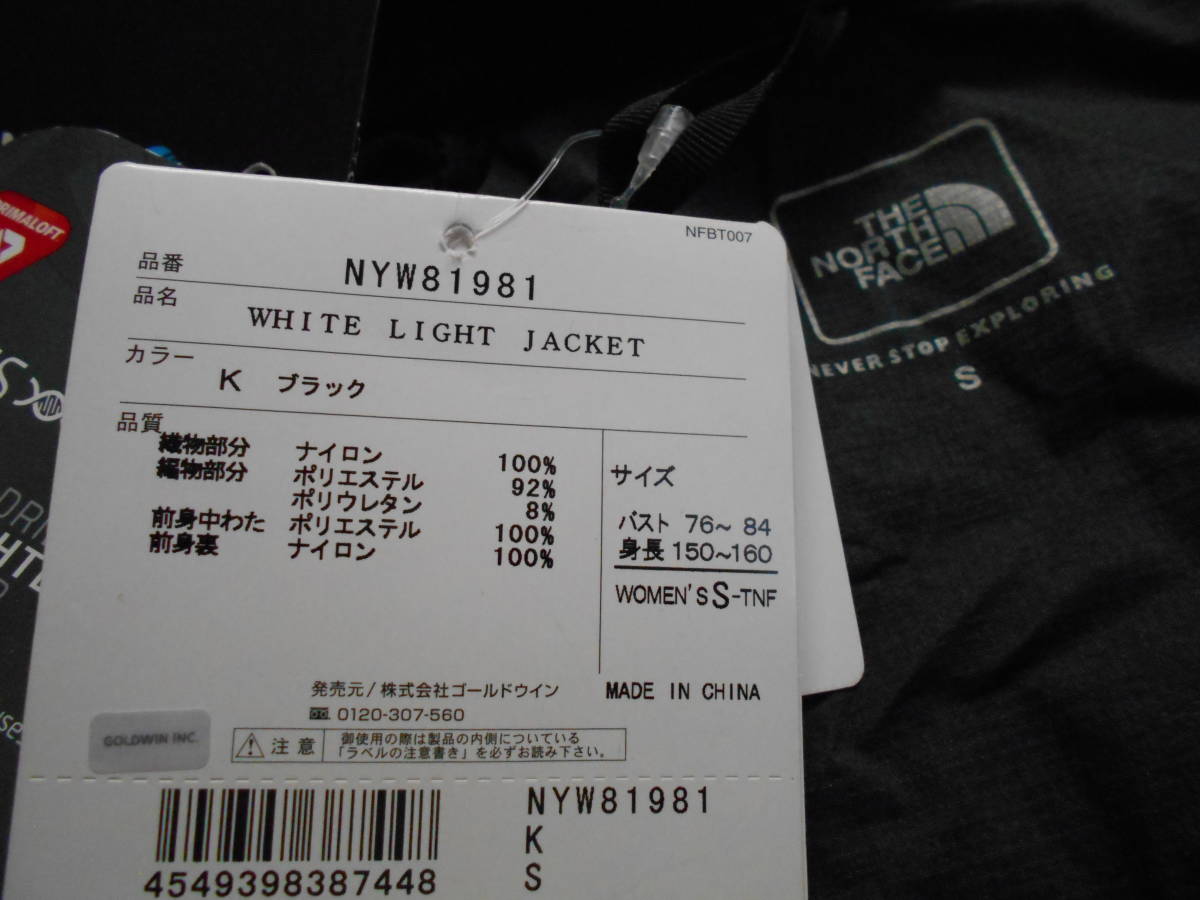 NFBT007
品番 NYW81981
品名 WHITE LIGHT JACKET
カラー K ブラック
品質
織物部分 ナイロン 100%
編物部分 ポリエステル 92%
ポリウレタン 8%
前身中わた ポリエステル 100%
前身裏 ナイロン 100%
サイズ
バスト 76～ 84
身長 150～160
WOMEN'S S-TNF
発売元/株式会社ゴールドウイン
0120-307-560
MADE IN CHINA
GOLDWIN INC.
注意
御使用の際は製品の内側についている
「ラベルの注意書き」を必ずお読み下さい。
NYW81981
K
S
4549398387448
THE
NORTH
FACE
NEVER STOP EXPLORING
S
PRIMALOFT